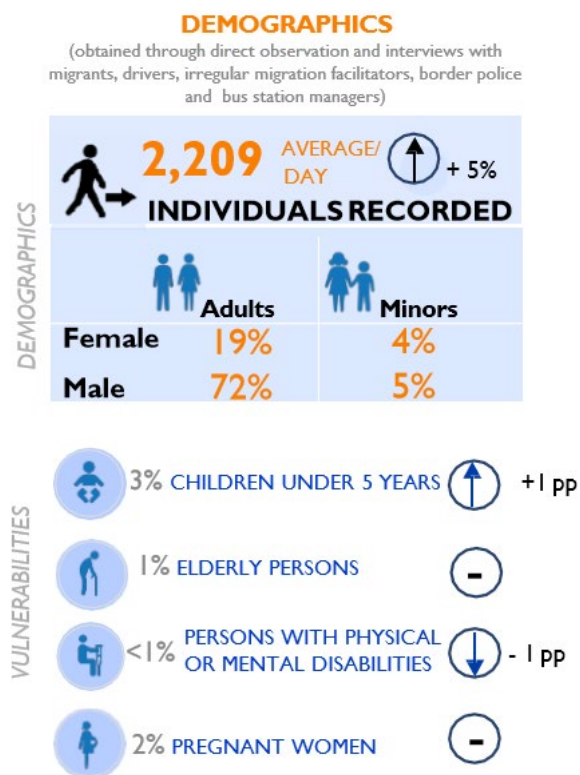 DEMOGRAPHICS
(obtained through direct observation and interviews with
migrants, drivers, irregular migration facilitators, border police
and bus station managers)
DEMOGRAPHICS
2,209 AVERAGE/
DAY
+ 5%
INDIVIDUALS RECORDED
Adults Minors
Female 19% 4%
Male 72% 5%
VULNERABILITIES
3% CHILDREN UNDER 5 YEARS +1 pp
1% ELDERLY PERSONS -
<1% PERSONS WITH PHYSICAL
OR MENTAL DISABILITIES - 1 pp
2% PREGNANT WOMEN -